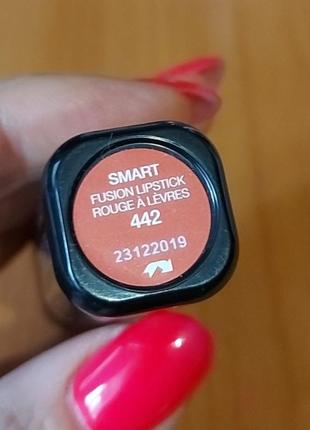 SMART
FUSION LIPSTICK
ROUGE À LÈVRES
442
23122019